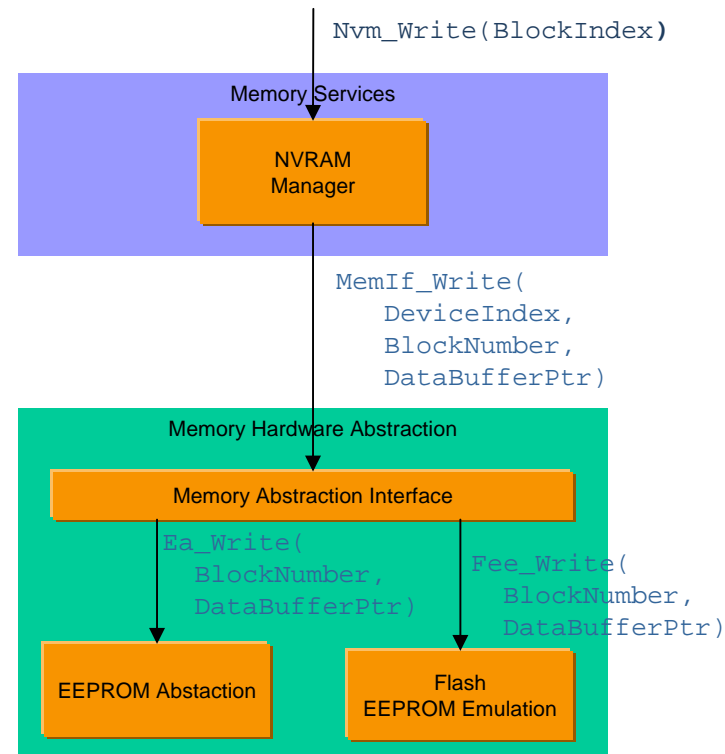 Nvm_Write(BlockIndex)
Memory Services
NVRAM
Manager
MemIf_Write(
DeviceIndex,
BlockNumber,
DataBufferPtr)
Memory Hardware Abstraction
Memory Abstraction Interface
Ea_Write(
BlockNumber,
DataBufferPtr)
Fee_Write(
BlockNumber,
DataBufferPtr)
EEPROM Abstaction
Flash
EEPROM Emulation